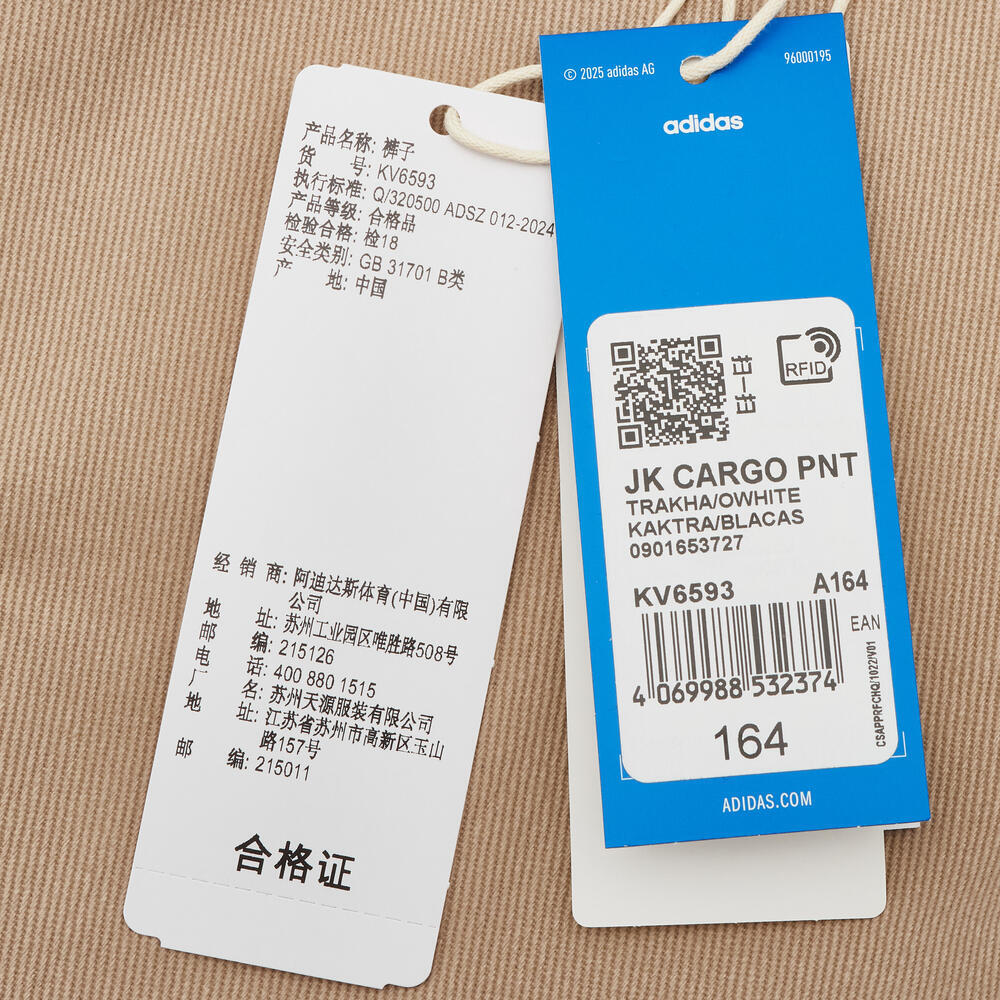 产品名称: 裤子
货 号: KV6593
执行标准: Q/320500 ADSZ 012-2024
产品等级: 合格品
检验合格: 检18
安全类别: GB 31701 B类
产 地: 中国
经 销 商: 阿迪达斯体育(中国)有限
公司
地 址: 苏州工业园区唯胜路508号
邮 编: 215126
电 话: 400 880 1515
厂 名: 苏州天源服装有限公司
地 址: 江苏省苏州市高新区玉山
路157号
邮 编: 215011
合格证
© 2025 adidas AG
96000195
adidas
RFID
JK CARGO PNT
TRAKHA/OWHITE
KAKTRA/BLACAS
0901653727
KV6593 A164
EAN
4 069988 532374
CSAPPRFCHQ/1022/V01
164
ADIDAS.COM